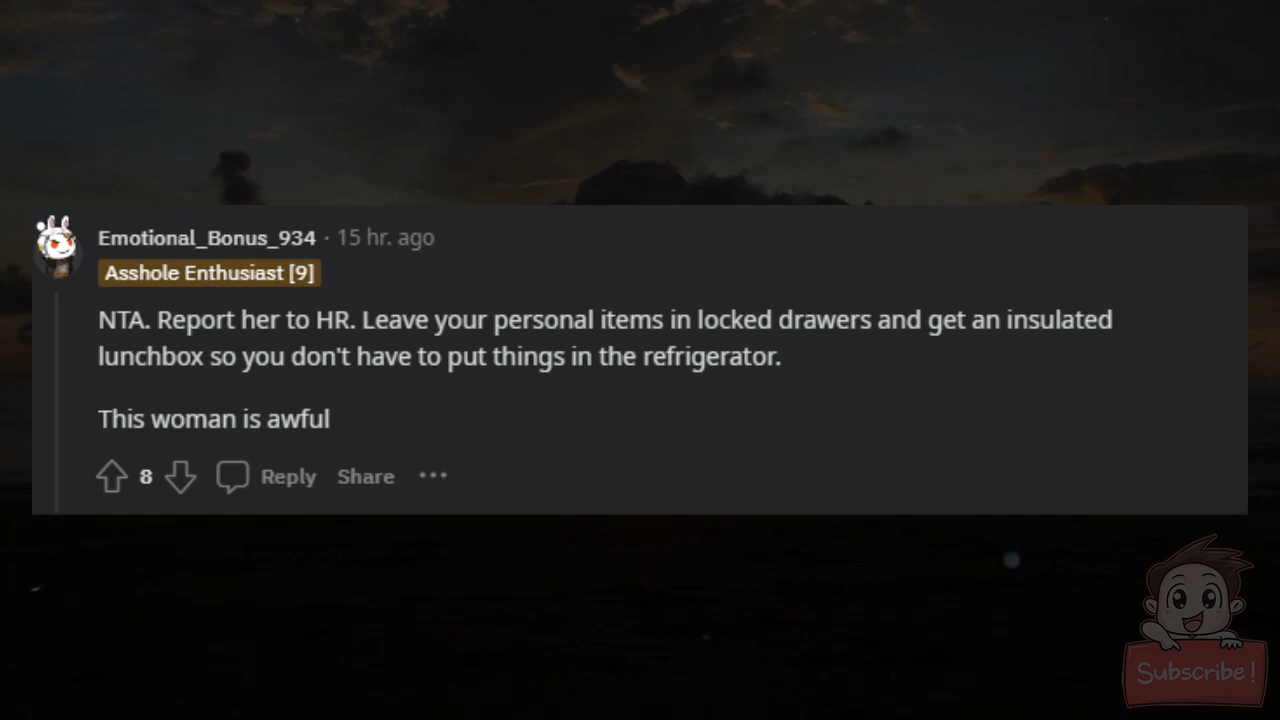 Emotional_Bonus_934 · 15 hr. ago
Asshole Enthusiast [9]
NTA. Report her to HR. Leave your personal items in locked drawers and get an insulated
lunchbox so you don't have to put things in the refrigerator.
This woman is awful
8 Reply Share ···
Subscribe!